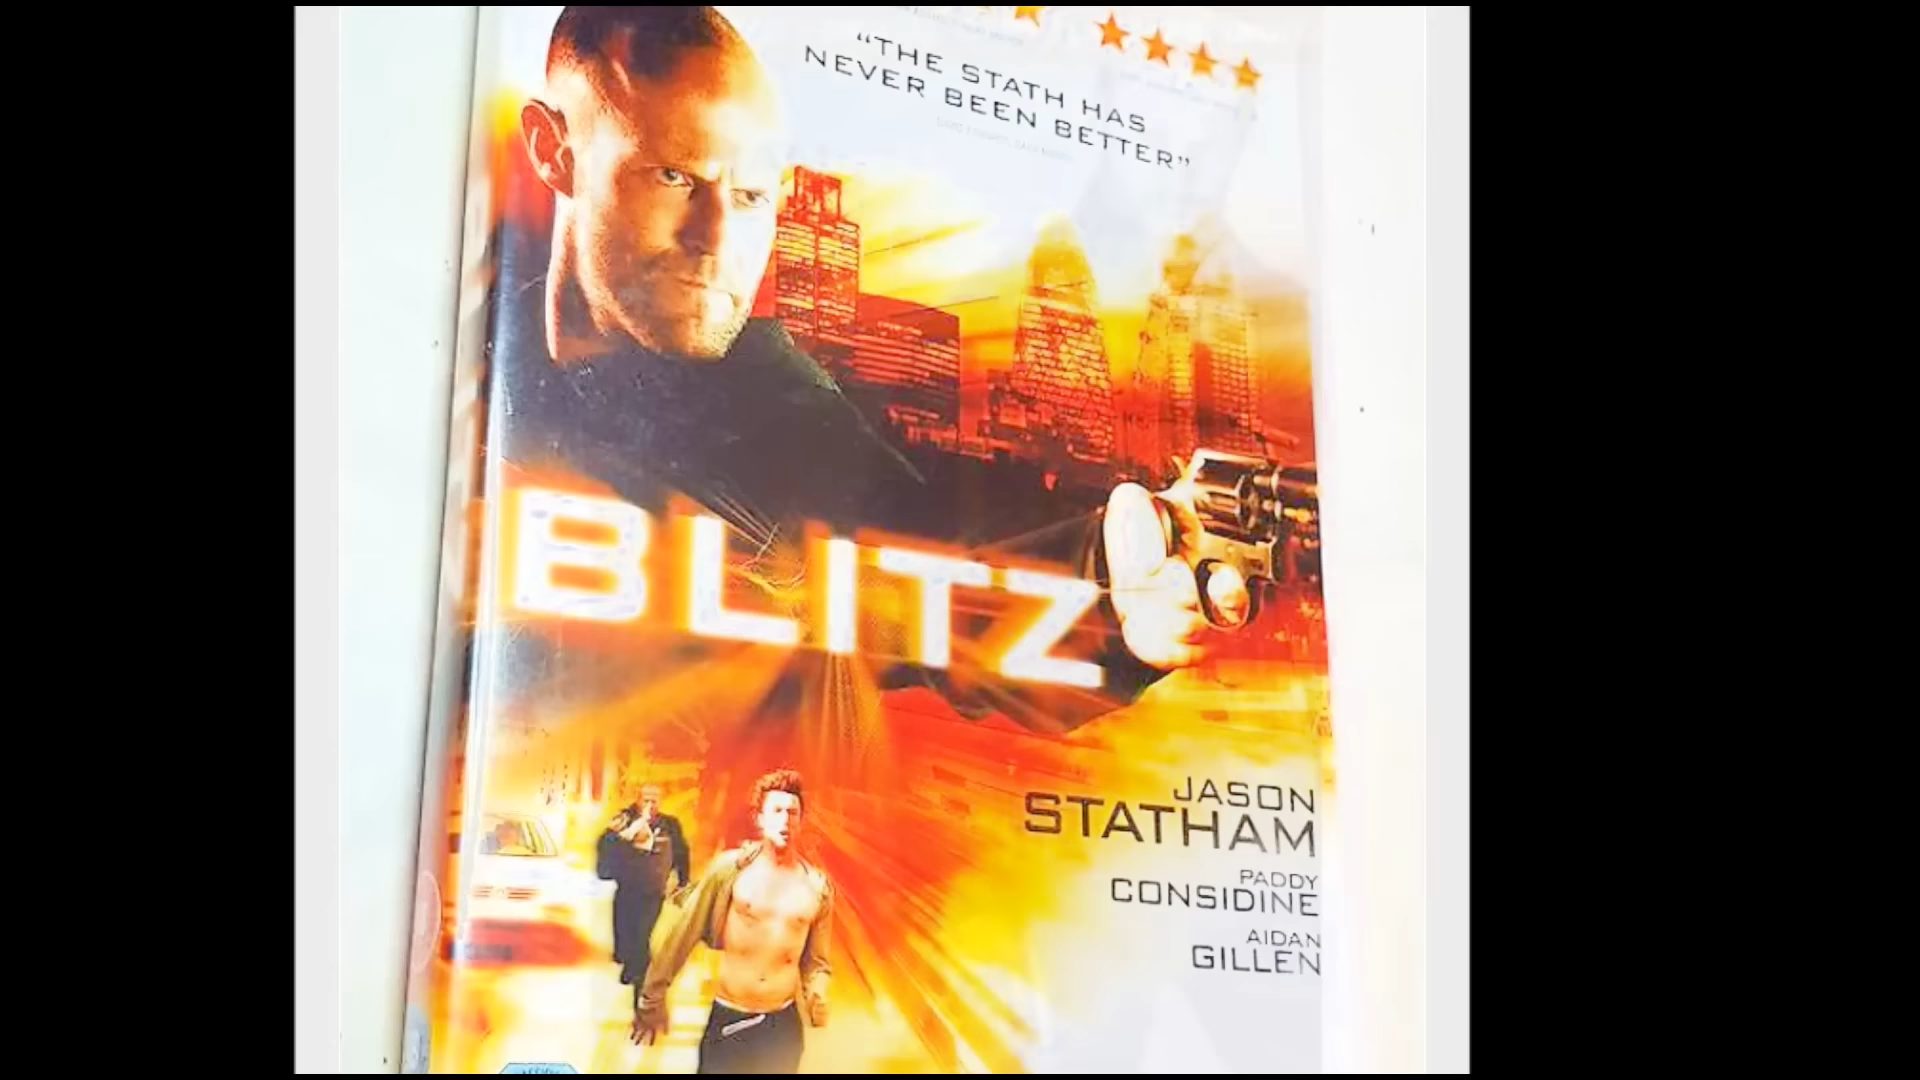 “THE STATH HAS
NEVER BEEN BETTER”
BLITZ
JASON
STATHAM
PADDY
CONSIDINE
AIDAN
GILLEN